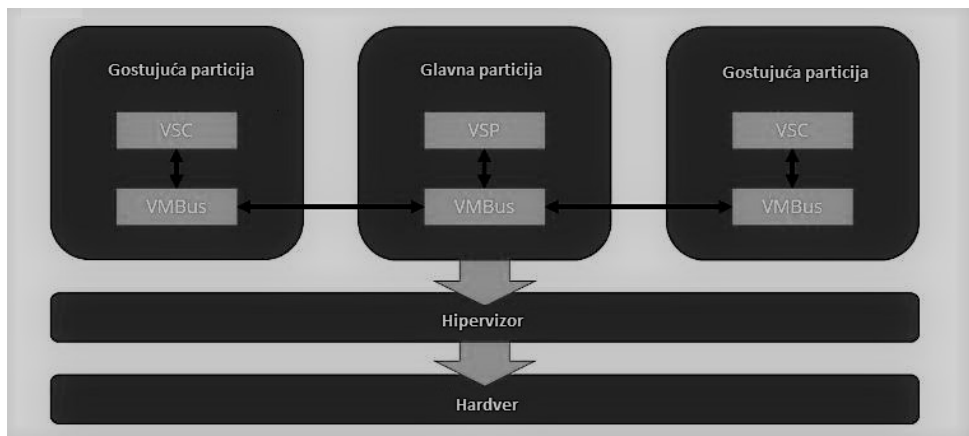 Gostujuća particija
Glavna particija
Gostujuća particija
VSC
VSP
VSC
VMBus
VMBus
VMBus
Hipervizor
Hardver